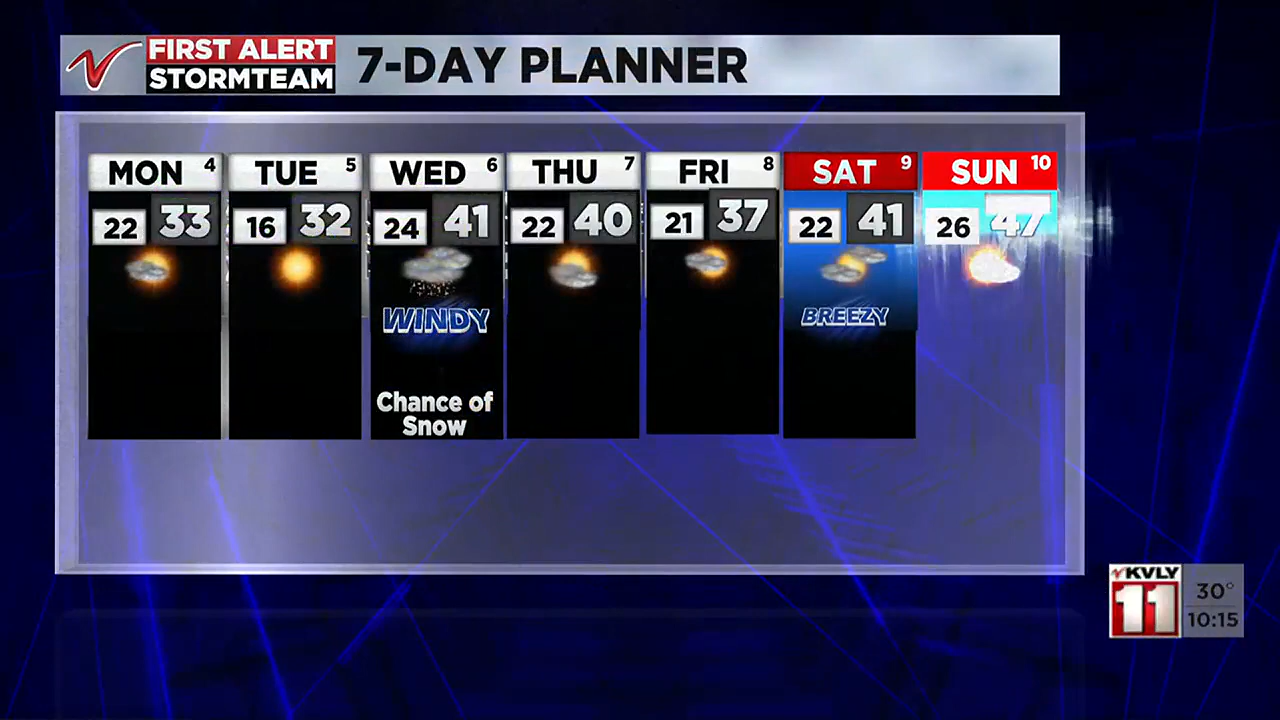 FIRST ALERT
STORMTEAM
7-DAY PLANNER
MON 4
TUE 5
WED 6
THU 7
FRI 8
SAT 9
SUN 10
22 33
16 32
24 41
22 40
21 37
22 41
26 47
WINDY
BREEZY
Chance of
Snow
KVLY
11
30°
10:15